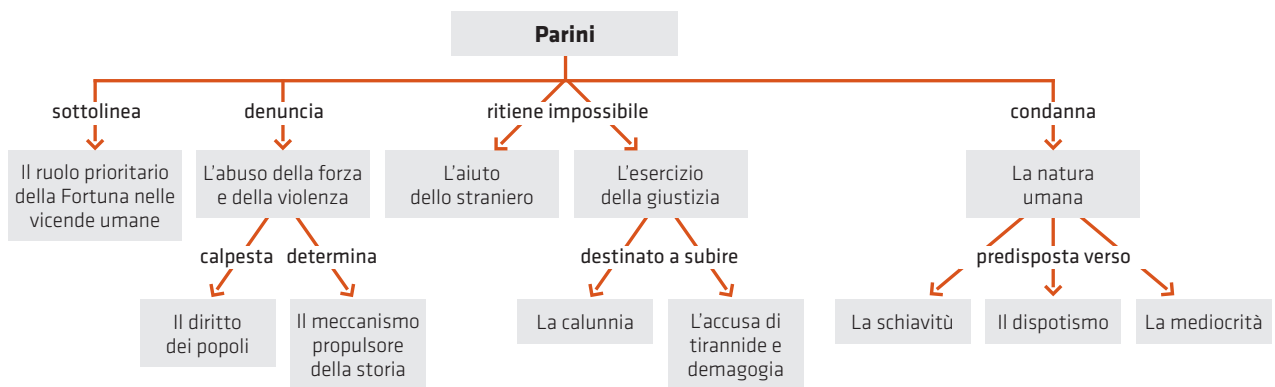 Parini
sottolinea
denuncia
ritiene impossibile
condanna
Il ruolo prioritario
della Fortuna nelle
vicende umane
L'abuso della forza
e della violenza
L'aiuto
dello straniero
L'esercizio
della giustizia
La natura
umana
calpesta
determina
destinato a subire
predisposta verso
Il diritto
dei popoli
Il meccanismo
propulsore
della storia
La calunnia
L'accusa di
tirannide e
demagogia
La schiavitù
Il dispotismo
La mediocrità